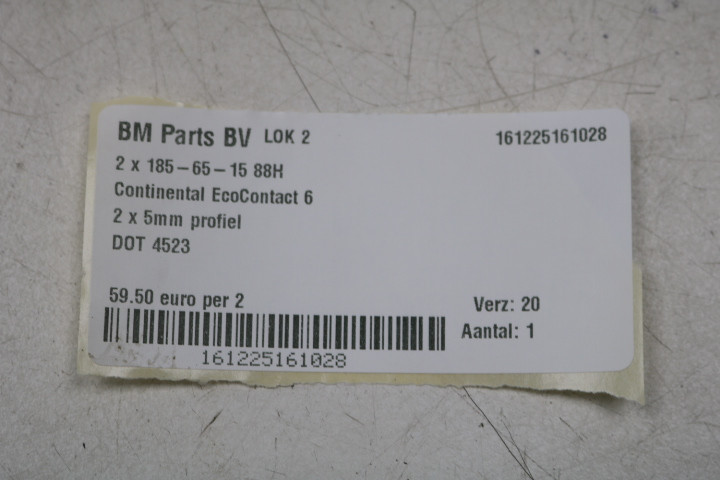 BM Parts BV LOK 2 161225161028
2 x 185-65-15 88H
Continental EcoContact 6
2 x 5mm profiel
DOT 4523
59.50 euro per 2 Verz: 20
Aantal: 1
161225161028